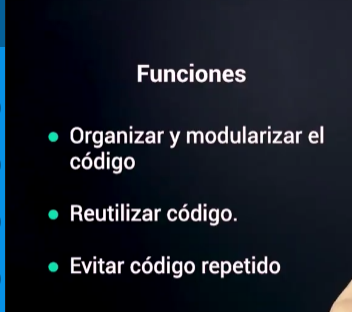 Funciones
Organizar y modularizar el
código
Reutilizar código.
Evitar código repetido